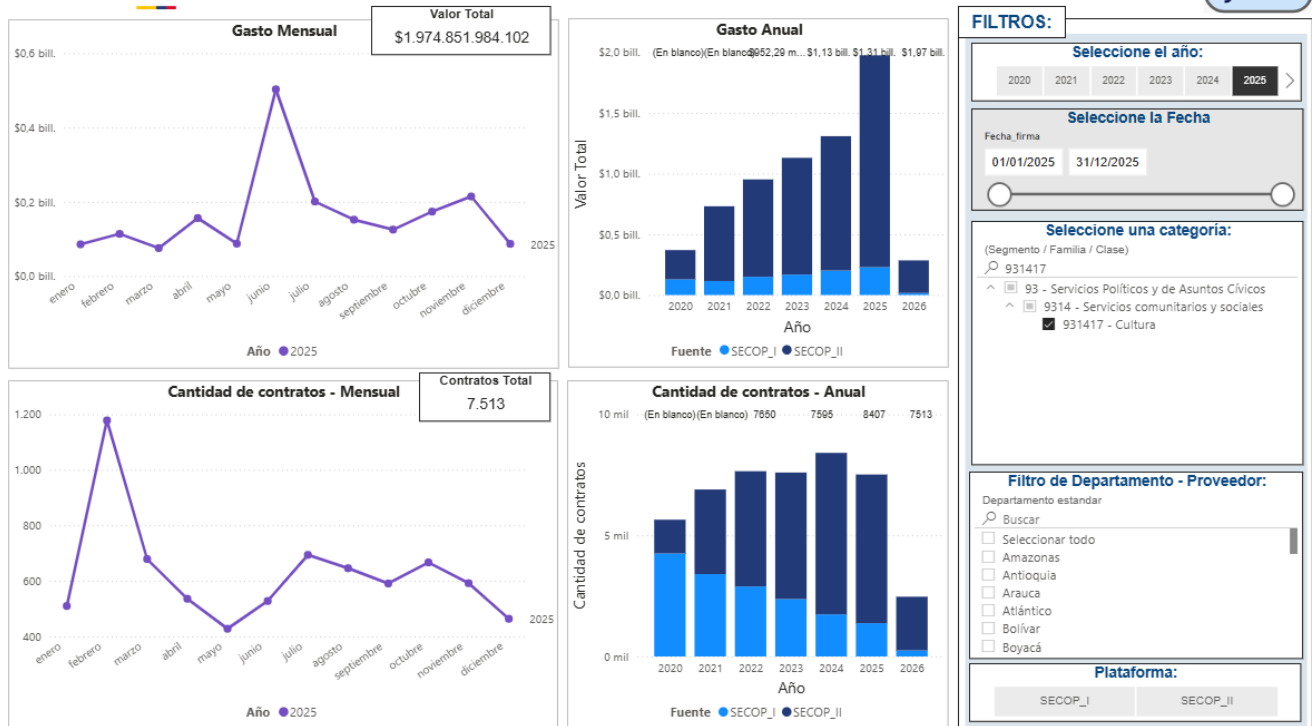 Gasto Mensual
Valor Total
$1.974.851.984.102
$0,6 bill.
$0,4 bill.
$0,2 bill.
$0,0 bill.
enero febrero marzo abril mayo junio julio agosto septiembre octubre noviembre diciembre
2025
Año 2025
Gasto Anual
$2,0 bill. (En blanco) (En blanco) $952,29 m... $1,13 bill. $1,31 bill. $1,97 bill.
$1,5 bill.
$1,0 bill.
$0,5 bill.
$0,0 bill.
Valor Total
2020 2021 2022 2023 2024 2025 2026
Año
Fuente SECOP_I SECOP_II
Cantidad de contratos - Mensual
Contratos Total
7.513
1.200
1.000
800
600
400
enero febrero marzo abril mayo junio julio agosto septiembre octubre noviembre diciembre
2025
Año 2025
Cantidad de contratos - Anual
10 mil (En blanco) (En blanco) 7650 7595 8407 7513
5 mil
0 mil
Cantidad de contratos
2020 2021 2022 2023 2024 2025 2026
Año
Fuente SECOP_I SECOP_II
FILTROS:
Seleccione el año:
2020 2021 2022 2023 2024 2025
Seleccione la Fecha
Fecha_firma
01/01/2025 31/12/2025
Seleccione una categoría:
(Segmento / Familia / Clase)
931417
93 - Servicios Políticos y de Asuntos Cívicos
9314 - Servicios comunitarios y sociales
931417 - Cultura
Filtro de Departamento - Proveedor:
Departamento estandar
Buscar
Seleccionar todo
Amazonas
Antioquia
Arauca
Atlántico
Bolívar
Boyacá
Plataforma:
SECOP_I SECOP_II